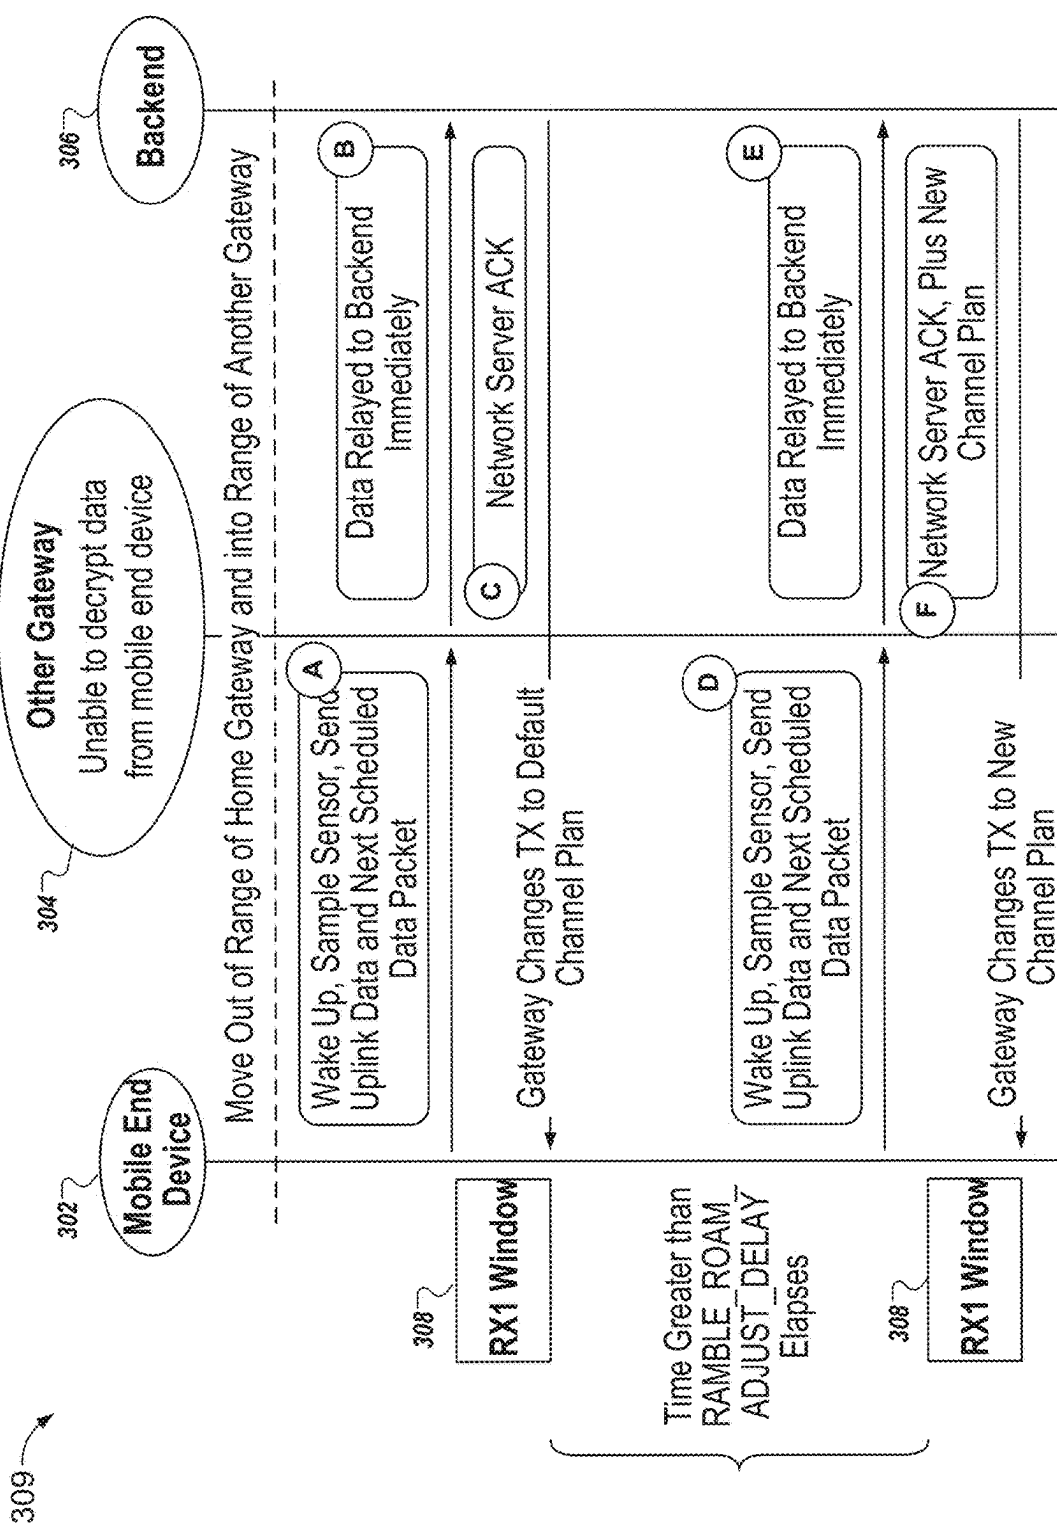 309
302
Mobile End
Device
304
Other Gateway
Unable to decrypt data
from mobile end device
306
Backend
Move Out of Range of Home Gateway and into Range of Another Gateway
A
Wake Up, Sample Sensor, Send
Uplink Data and Next Scheduled
Data Packet
B
Data Relayed to Backend
Immediately
308
RX1 Window
C
Network Server ACK
Gateway Changes TX to Default
Channel Plan
Time Greater than
RAMBLE_ROAM_
ADJUST_DELAY
Elapses
D
Wake Up, Sample Sensor, Send
Uplink Data and Next Scheduled
Data Packet
E
Data Relayed to Backend
Immediately
308
RX1 Window
F
Network Server ACK, Plus New
Channel Plan
Gateway Changes TX to New
Channel Plan